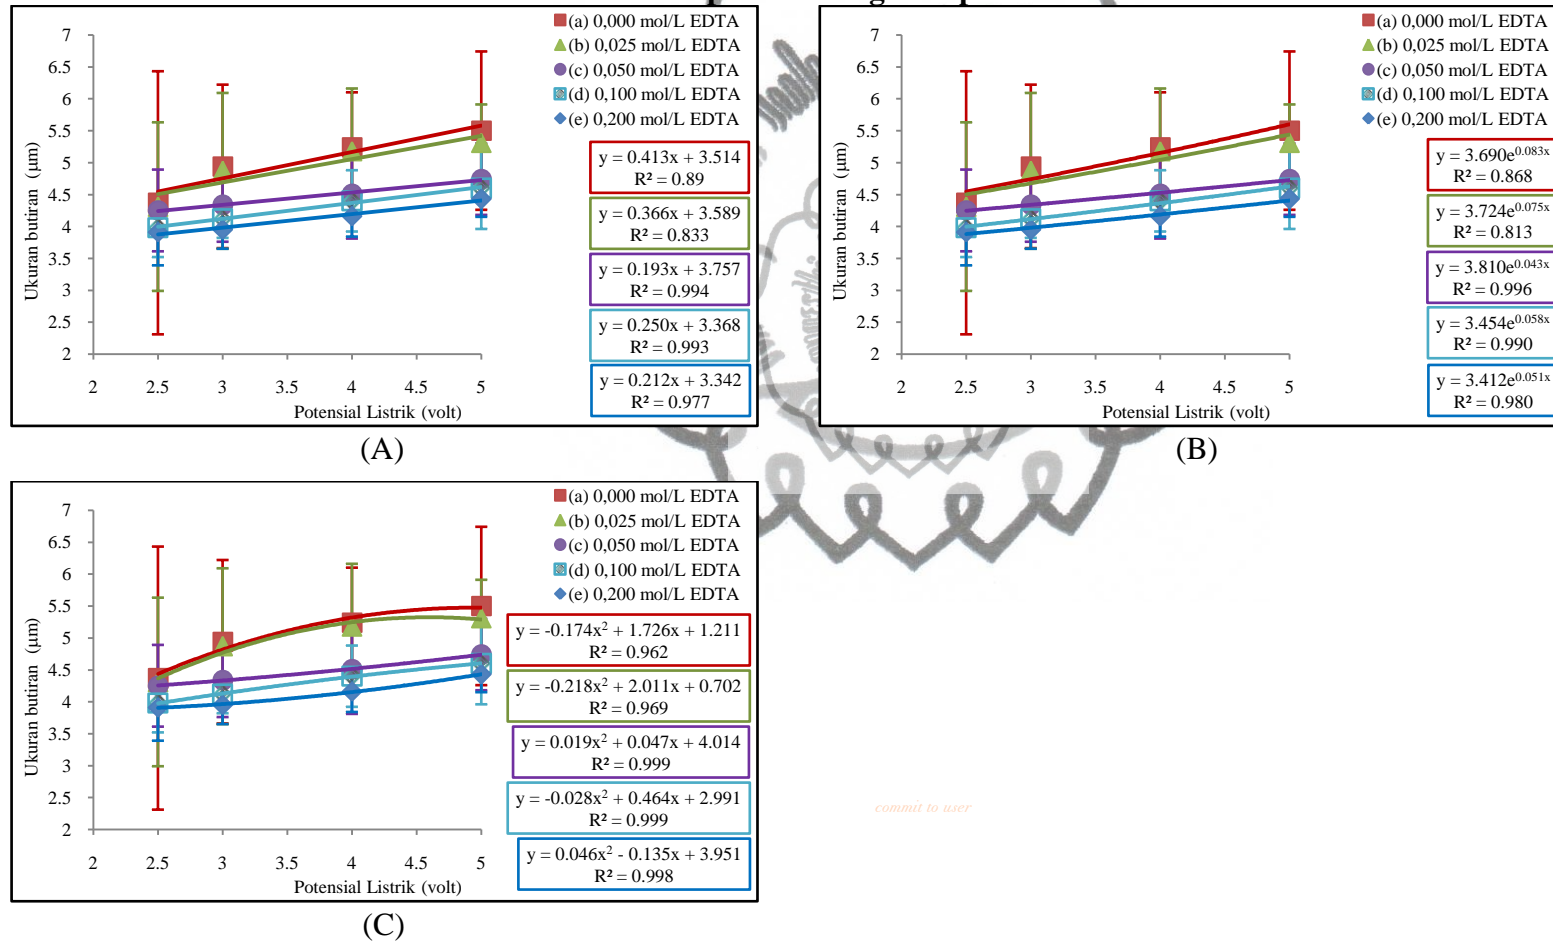 (a) 0,000 mol/L EDTA
(b) 0,025 mol/L EDTA
(c) 0,050 mol/L EDTA
(d) 0,100 mol/L EDTA
(e) 0,200 mol/L EDTA
7
6.5
6
5.5
5
4.5
4
3.5
3
2.5
2
Ukuran butiran (µm)
y = 0.413x + 3.514
R² = 0.89
y = 0.366x + 3.589
R² = 0.833
y = 0.193x + 3.757
R² = 0.994
y = 0.250x + 3.368
R² = 0.993
y = 0.212x + 3.342
R² = 0.977
2 2.5 3 3.5 4 4.5 5
Potensial Listrik (volt)
(A)
(a) 0,000 mol/L EDTA
(b) 0,025 mol/L EDTA
(c) 0,050 mol/L EDTA
(d) 0,100 mol/L EDTA
(e) 0,200 mol/L EDTA
7
6.5
6
5.5
5
4.5
4
3.5
3
2.5
2
Ukuran butiran (µm)
y = 3.690e^0.083x
R² = 0.868
y = 3.724e^0.075x
R² = 0.813
y = 3.810e^0.043x
R² = 0.996
y = 3.454e^0.058x
R² = 0.990
y = 3.412e^0.051x
R² = 0.980
2 2.5 3 3.5 4 4.5 5
Potensial Listrik (volt)
(B)
(a) 0,000 mol/L EDTA
(b) 0,025 mol/L EDTA
(c) 0,050 mol/L EDTA
(d) 0,100 mol/L EDTA
(e) 0,200 mol/L EDTA
7
6.5
6
5.5
5
4.5
4
3.5
3
2.5
2
Ukuran butiran (µm)
y = -0.174x² + 1.726x + 1.211
R² = 0.962
y = -0.218x² + 2.011x + 0.702
R² = 0.969
y = 0.019x² + 0.047x + 4.014
R² = 0.999
y = -0.028x² + 0.464x + 2.991
R² = 0.999
y = 0.046x² - 0.135x + 3.951
R² = 0.998
2 2.5 3 3.5 4 4.5 5
Potensial Listrik (volt)
(C)
commit to user